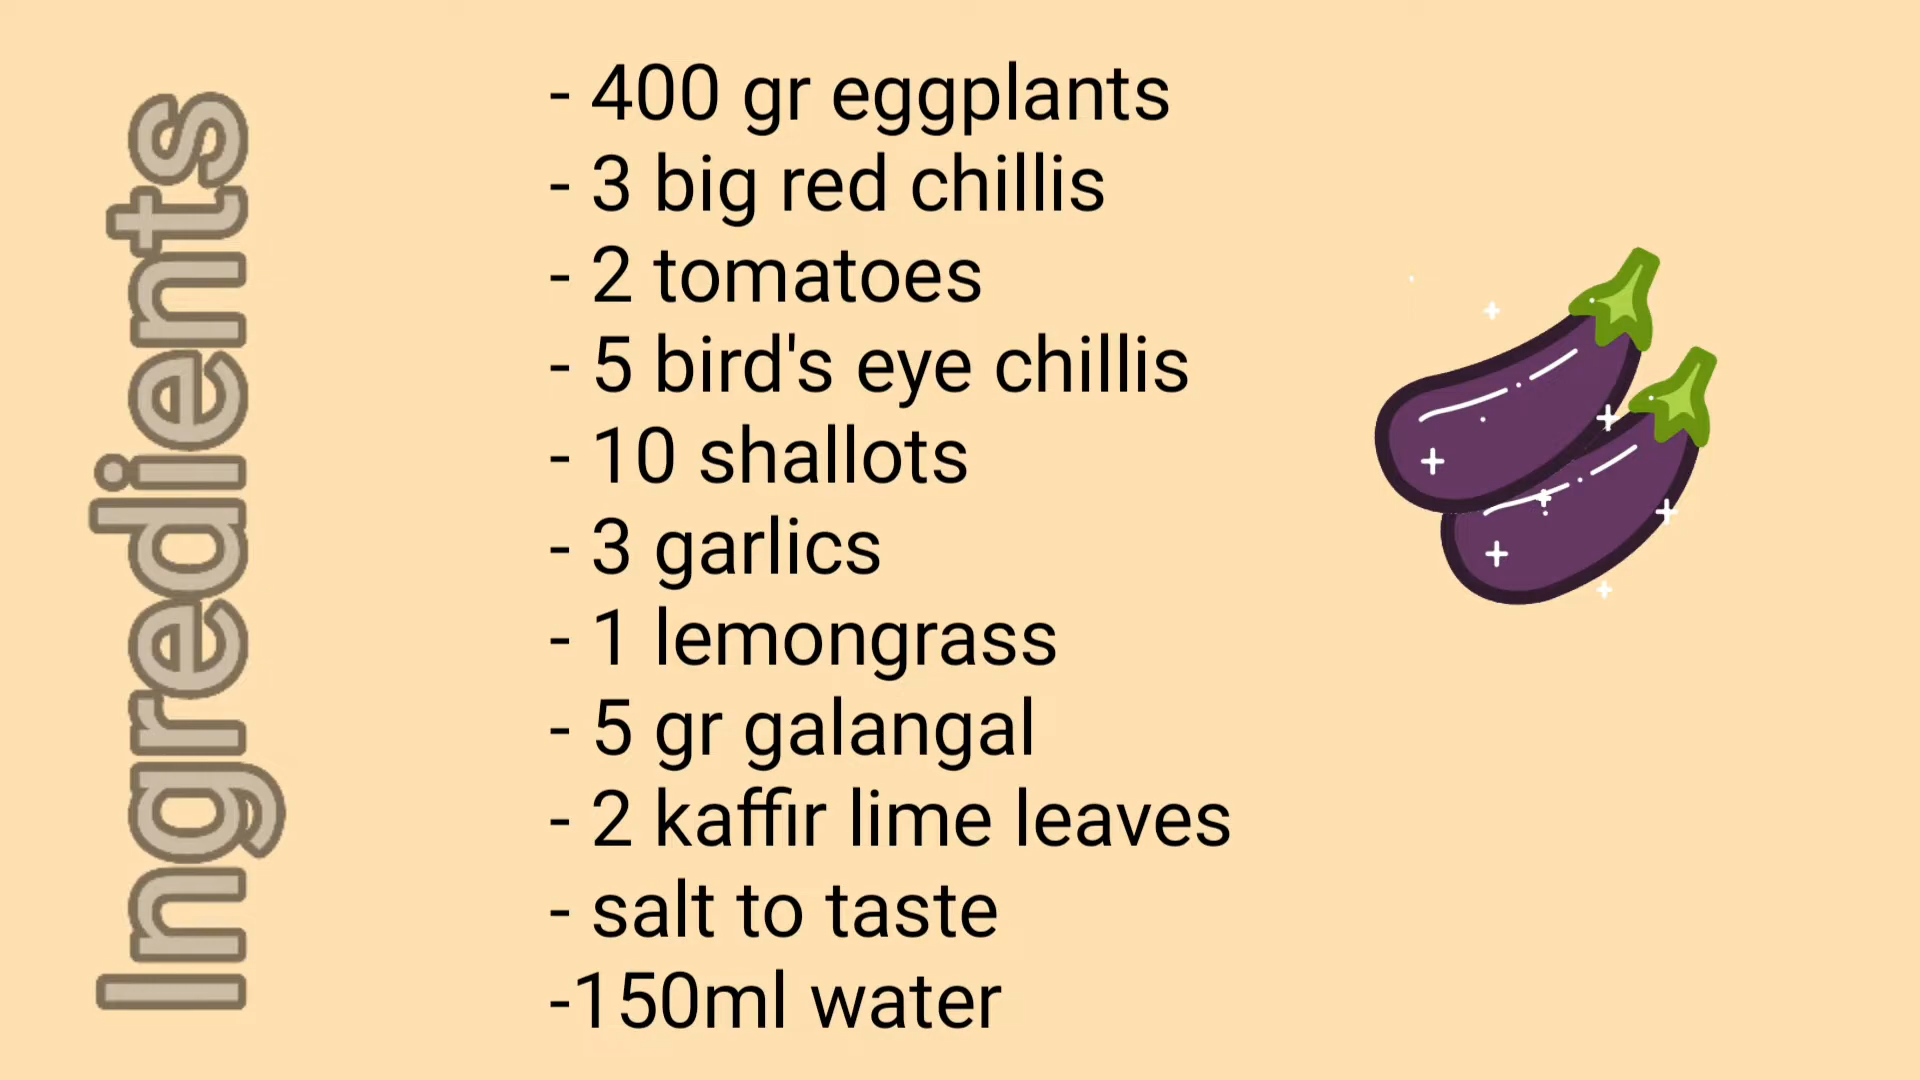 Ingredients
- 400 gr eggplants
- 3 big red chillis
- 2 tomatoes
- 5 bird's eye chillis
- 10 shallots
- 3 garlics
- 1 lemongrass
- 5 gr galangal
- 2 kaffir lime leaves
- salt to taste
-150ml water